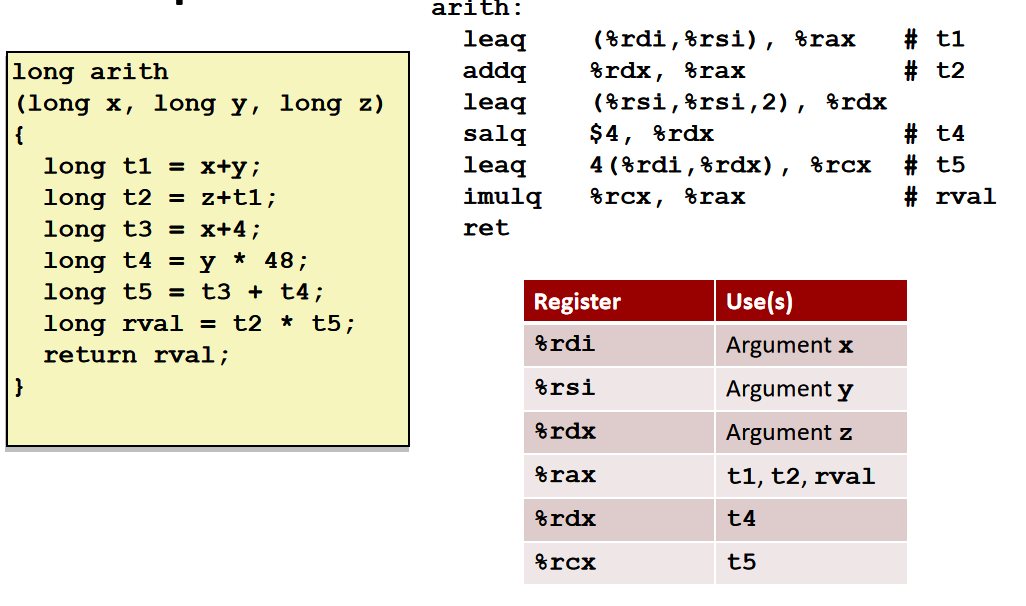 long arith
(long x, long y, long z)
{
  long t1 = x+y;
  long t2 = z+t1;
  long t3 = x+4;
  long t4 = y * 48;
  long t5 = t3 + t4;
  long rval = t2 * t5;
  return rval;
}
arith:
  leaq    (%rdi,%rsi), %rax   # t1
  addq    %rdx, %rax          # t2
  leaq    (%rsi,%rsi,2), %rdx
  salq    $4, %rdx            # t4
  leaq    4(%rdi,%rdx), %rcx  # t5
  imulq   %rcx, %rax          # rval
  ret
Register Use(s)
%rdi Argument x
%rsi Argument y
%rdx Argument z
%rax t1, t2, rval
%rdx t4
%rcx t5